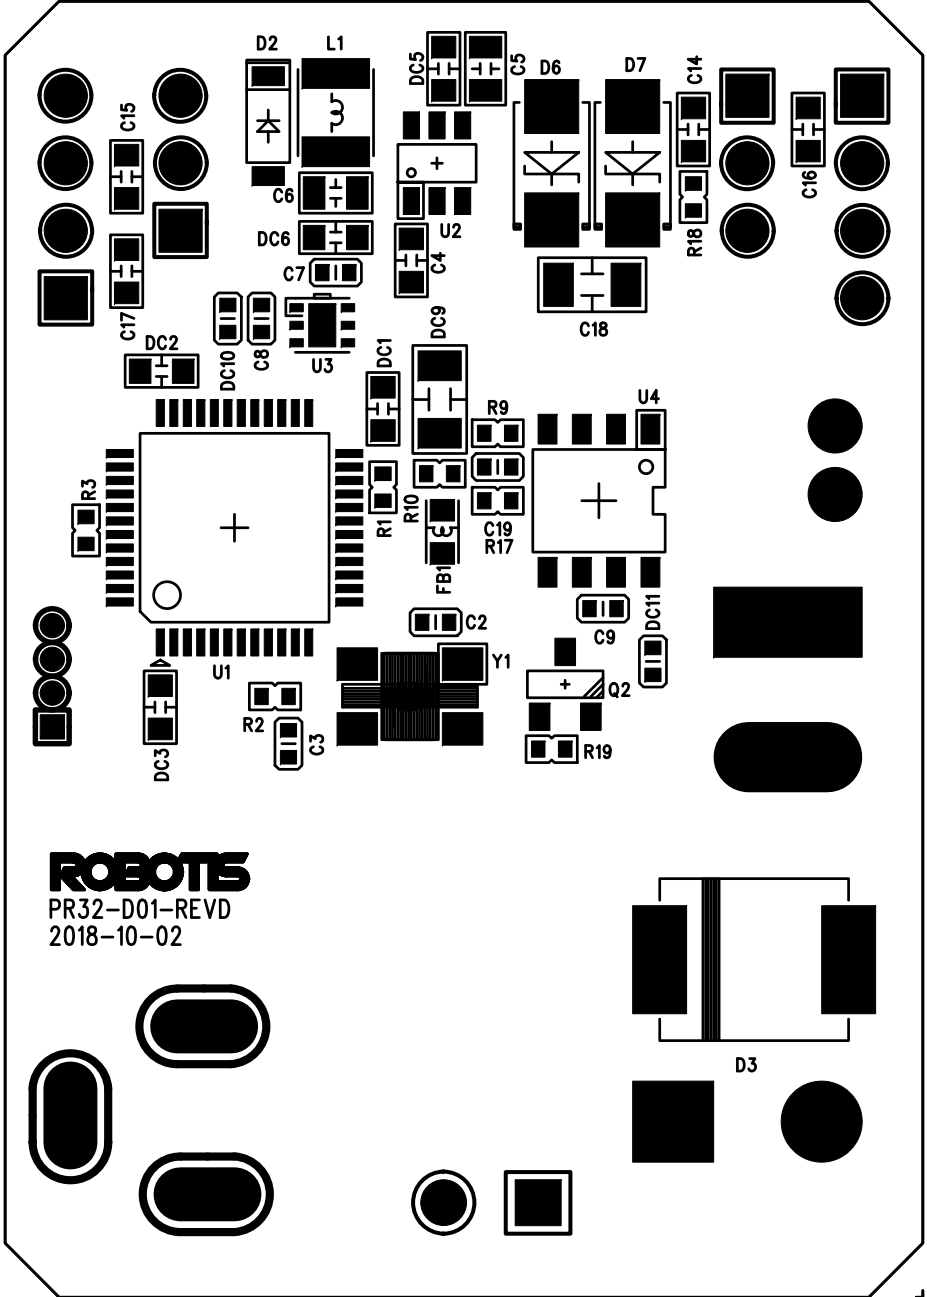 D2
L1
DC5
C5
D6
D7
C14
C15
C16
C6
U2
R18
DC6
C4
C7
C17
DC10
C8
U3
DC9
C18
DC2
DC1
R9
U4
R3
R1
R10
C19
R17
FB1
C2
C9
DC11
U1
Y1
Q2
R2
C3
DC3
R19
ROBOTIS
PR32-D01-REVD
2018-10-02
D3